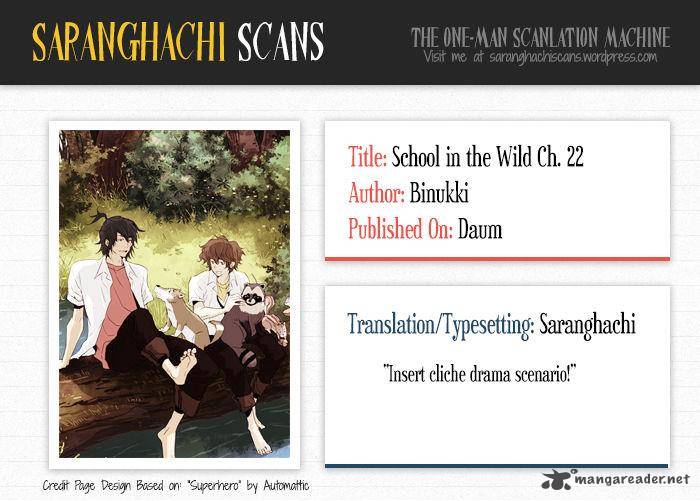 SARANGHACHI SCANS
THE ONE-MAN SCANLATION MACHINE
Visit me at saranghachiscans.wordpress.com
Title: School in the Wild Ch. 22
Author: Binukki
Published On: Daum
Translation/Typesetting: Saranghachi
"Insert cliche drama scenario!"
Credit Page Design Based on: "Superhero" by Automattic
mangareader.net